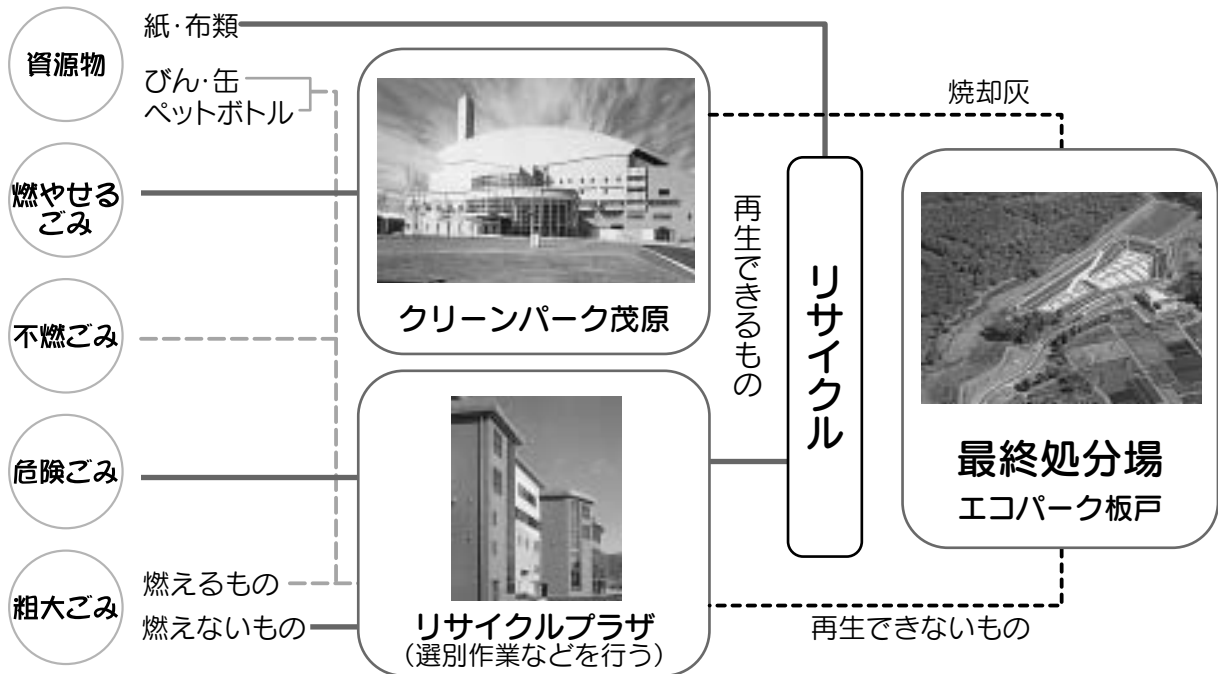 資源物
紙・布類
びん・缶
ペットボトル
燃やせる
ごみ
不燃ごみ
危険ごみ
粗大ごみ
燃えるもの
燃えないもの
クリーンパーク茂原
リサイクルプラザ
（選別作業などを行う）
再生できるもの
リサイクル
焼却灰
最終処分場
エコパーク板戸
再生できないもの